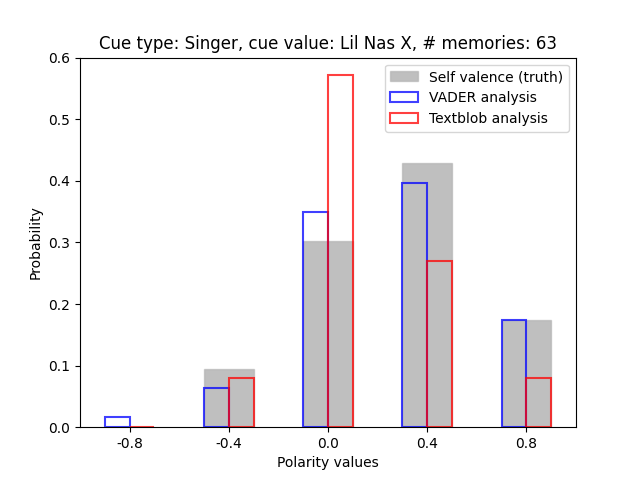 Cue type: Singer, cue value: Lil Nas X, # memories: 63
Self valence (truth)
VADER analysis
Textblob analysis
0.6
0.5
0.4
0.3
0.2
0.1
0.0
Probability
-0.8 -0.4 0.0 0.4 0.8
Polarity values